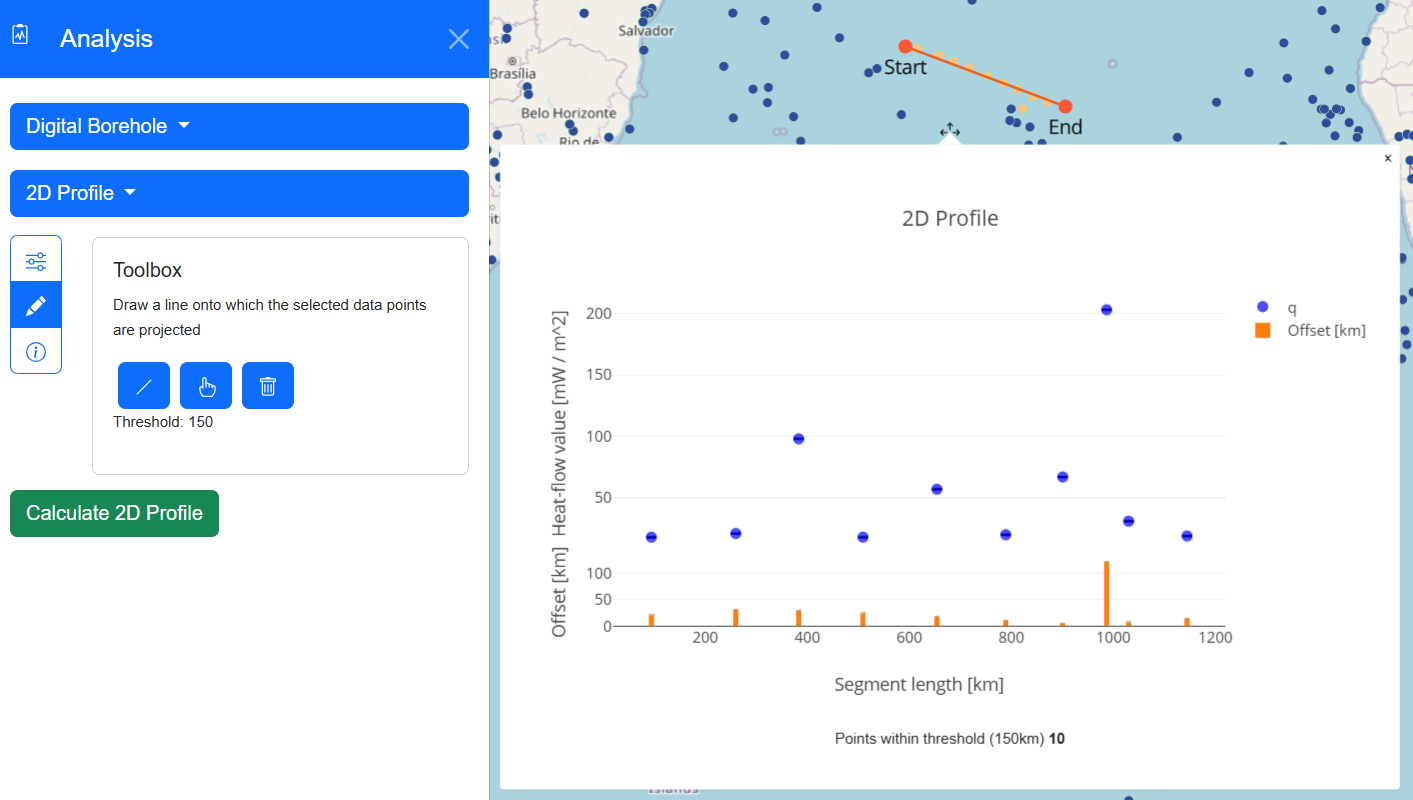 Analysis
Digital Borehole
2D Profile
Toolbox
Draw a line onto which the selected data points
are projected
Threshold: 150
Calculate 2D Profile
Salvador
Brasília
Belo Horizonte
Rio de
Start
End
×
2D Profile
Heat-flow value [mW / m^2]
200
150
100
50
Offset [km]
100
50
0
200
400
600
800
1000
1200
Segment length [km]
q
Offset [km]
Points within threshold (150km) 10